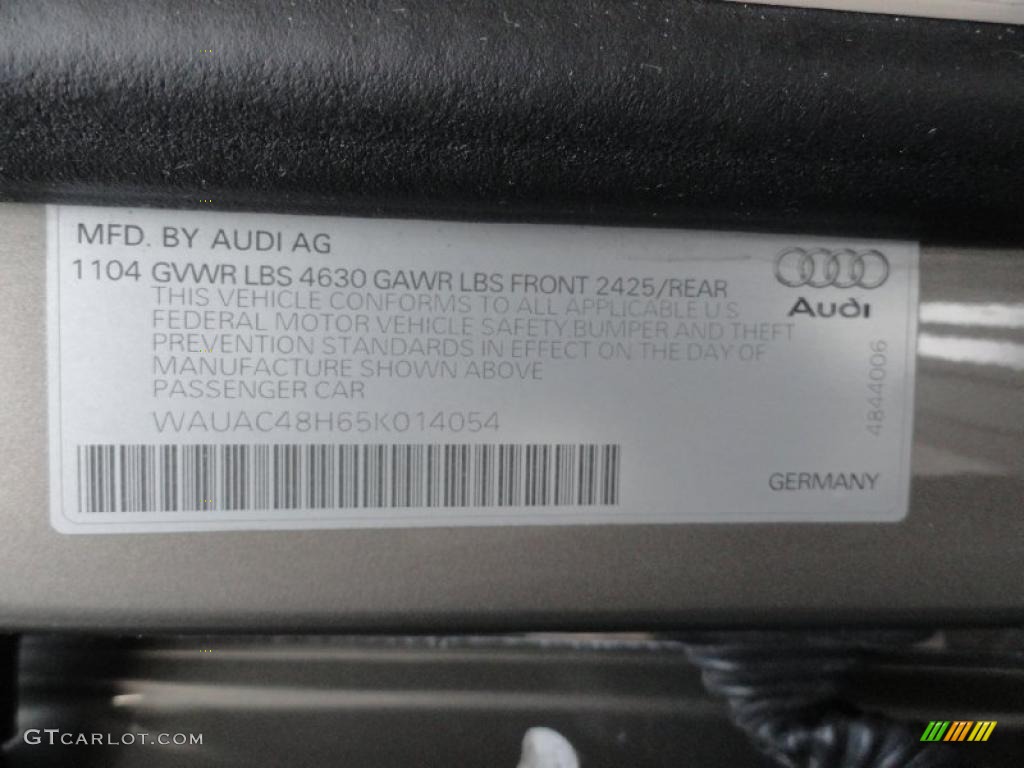 MFD. BY AUDI AG
1104 GVWR LBS 4630 GAWR LBS FRONT 2425/REAR
THIS VEHICLE CONFORMS TO ALL APPLICABLE U S
FEDERAL MOTOR VEHICLE SAFETY, BUMPER AND THEFT
PREVENTION STANDARDS IN EFFECT ON THE DAY OF
MANUFACTURE SHOWN ABOVE
PASSENGER CAR
WAUAC48H65K014054
Audi
4844006
GERMANY
GTCARLOT.COM